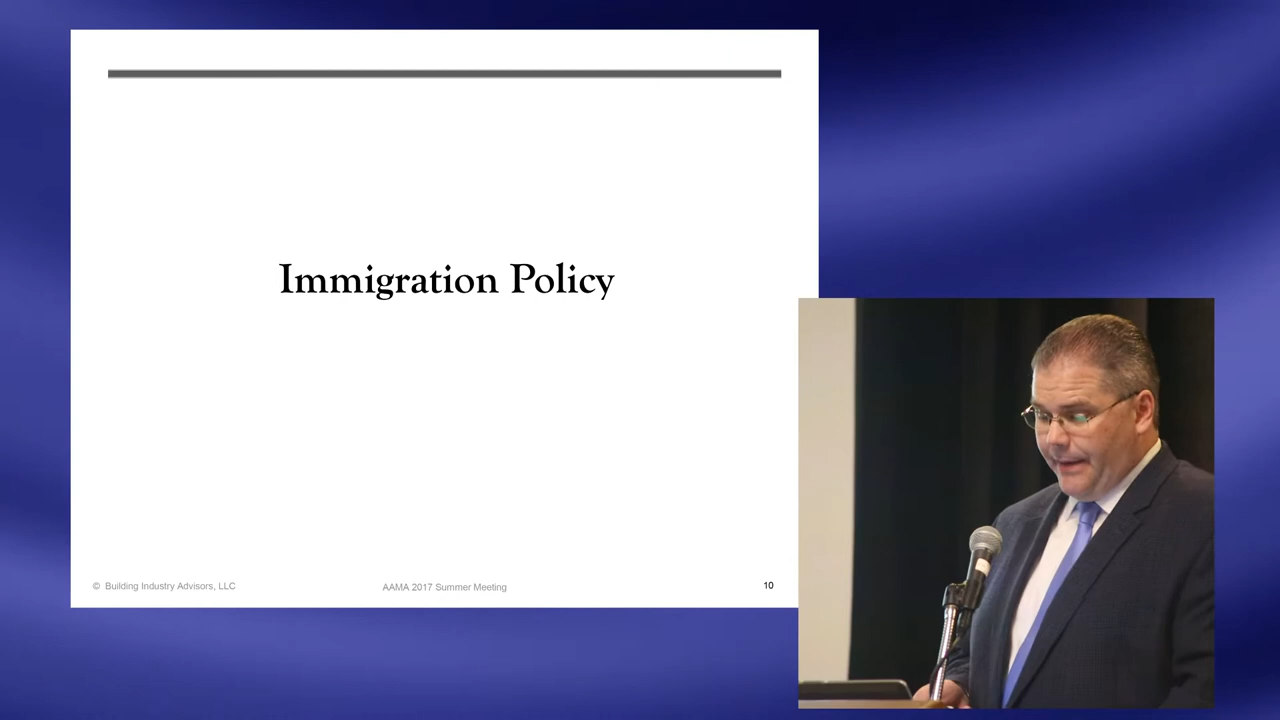 Immigration Policy
© Building Industry Advisors, LLC
AAMA 2017 Summer Meeting
10